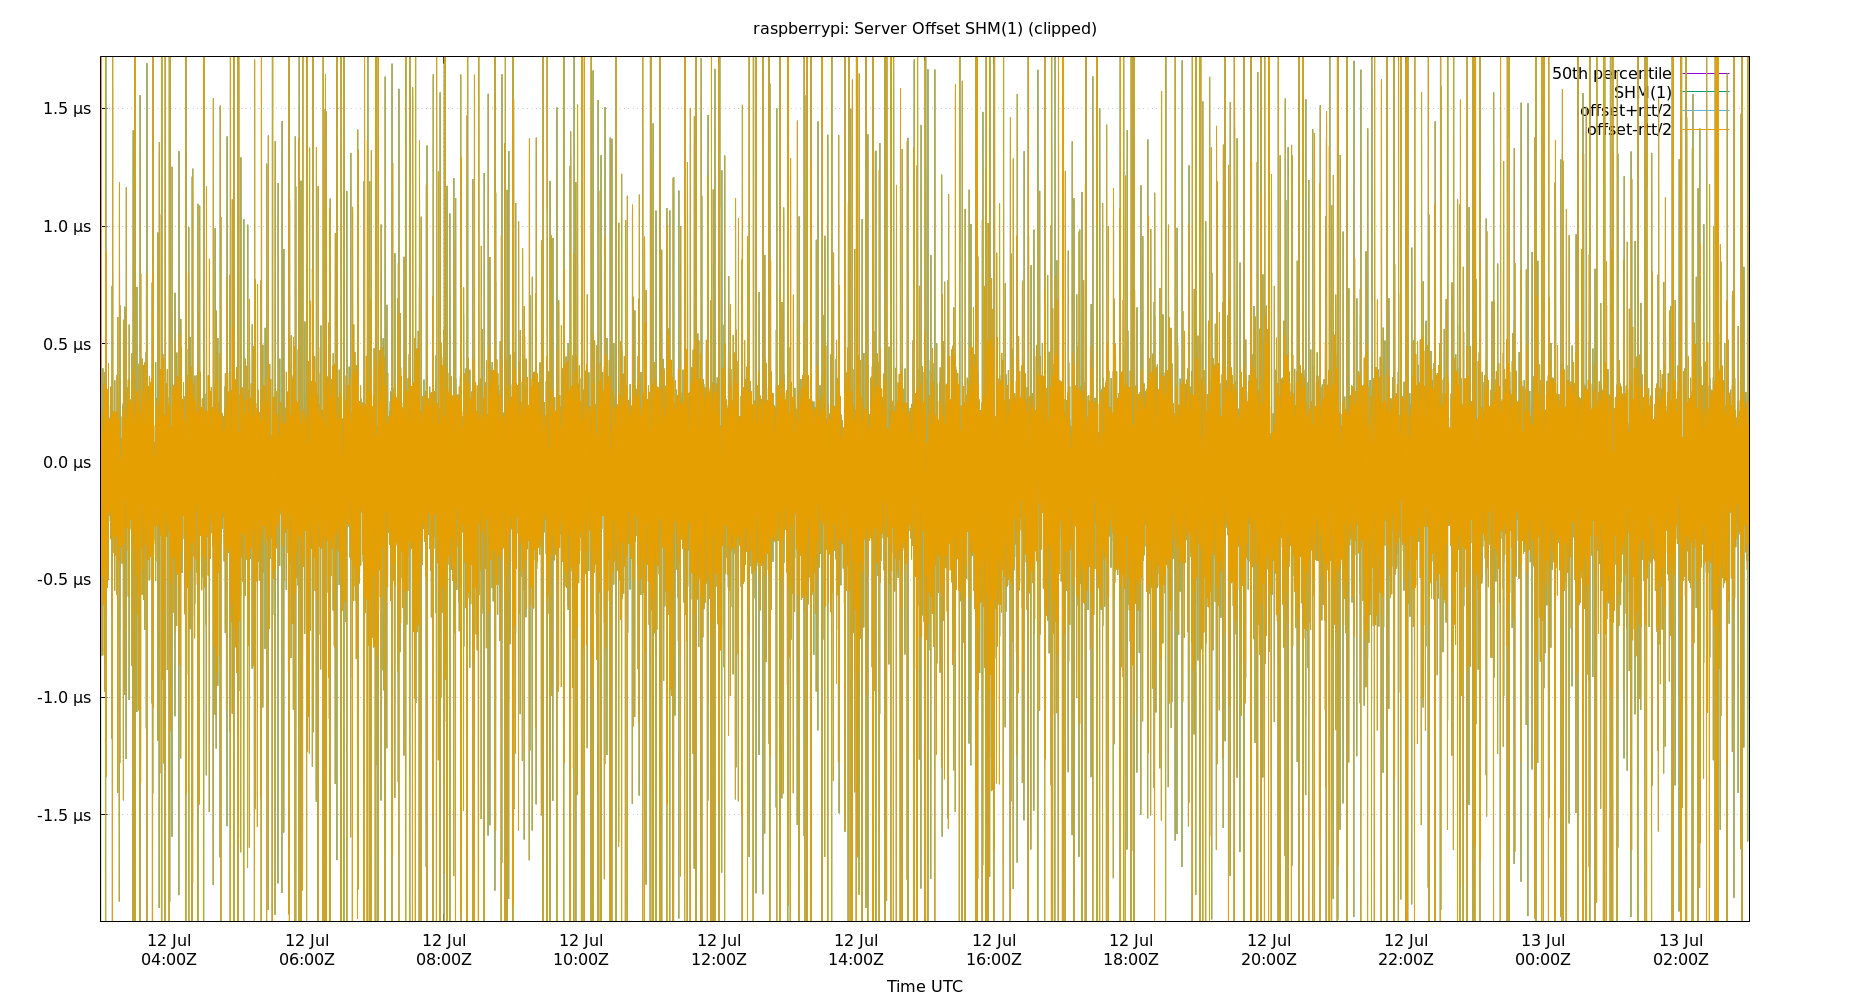 raspberrypi: Server Offset SHM(1) (clipped)
50th percentile
SHM(1)
offset+rtt/2
offset-rtt/2
1.5 µs
1.0 µs
0.5 µs
0.0 µs
-0.5 µs
-1.0 µs
-1.5 µs
12 Jul 12 Jul 12 Jul 12 Jul 12 Jul 12 Jul 12 Jul 12 Jul 12 Jul 12 Jul 13 Jul 13 Jul
04:00Z 06:00Z 08:00Z 10:00Z 12:00Z 14:00Z 16:00Z 18:00Z 20:00Z 22:00Z 00:00Z 02:00Z
Time UTC